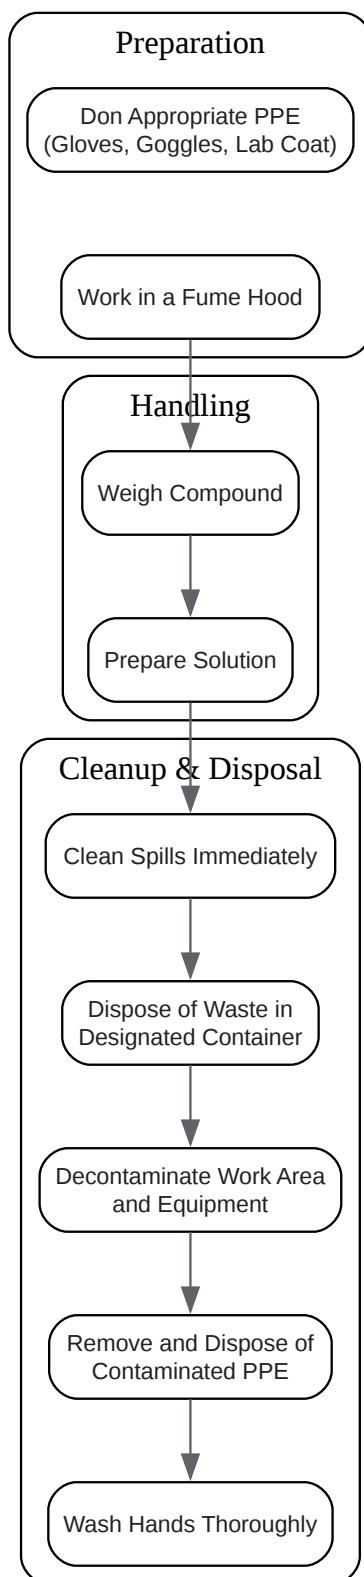 Preparation
Don Appropriate PPE
(Gloves, Goggles, Lab Coat)
Work in a Fume Hood
Handling
Weigh Compound
Prepare Solution
Cleanup & Disposal
Clean Spills Immediately
Dispose of Waste in
Designated Container
Decontaminate Work Area
and Equipment
Remove and Dispose of
Contaminated PPE
Wash Hands Thoroughly